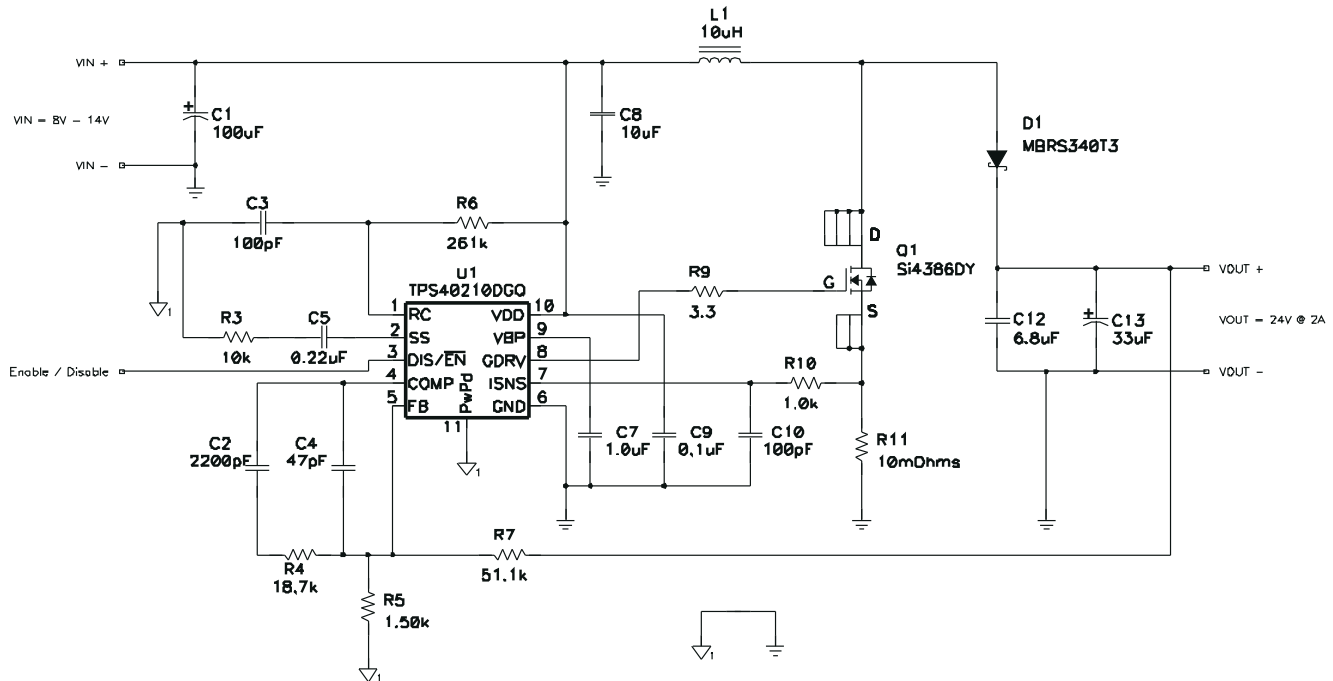 L1
10uH
VIN +
C1
100uF
C8
10uF
VIN = 8V - 14V
D1
MBRS340T3
VIN -
C3
100pF
R6
261k
D
Q1
Si4386DY
G
S
VOUT +
U1
TPS40210DGQ
R9
3.3
1
1 RC VDD 10
2 SS VBP 9
3 DIS/EN GDRV 8
4 COMP ISNS 7
5 FB GND 6
PwPd
11
R3
10k
C5
0.22uF
C12
6.8uF
C13
33uF
VOUT = 24V @ 2A
Enable / Disable
VOUT -
R10
1.0k
C2
2200pF
C4
47pF
C7
1.0uF
C9
0.1uF
C10
100pF
R11
10mOhms
1
R7
51.1k
R4
18.7k
R5
1.50k
1
1